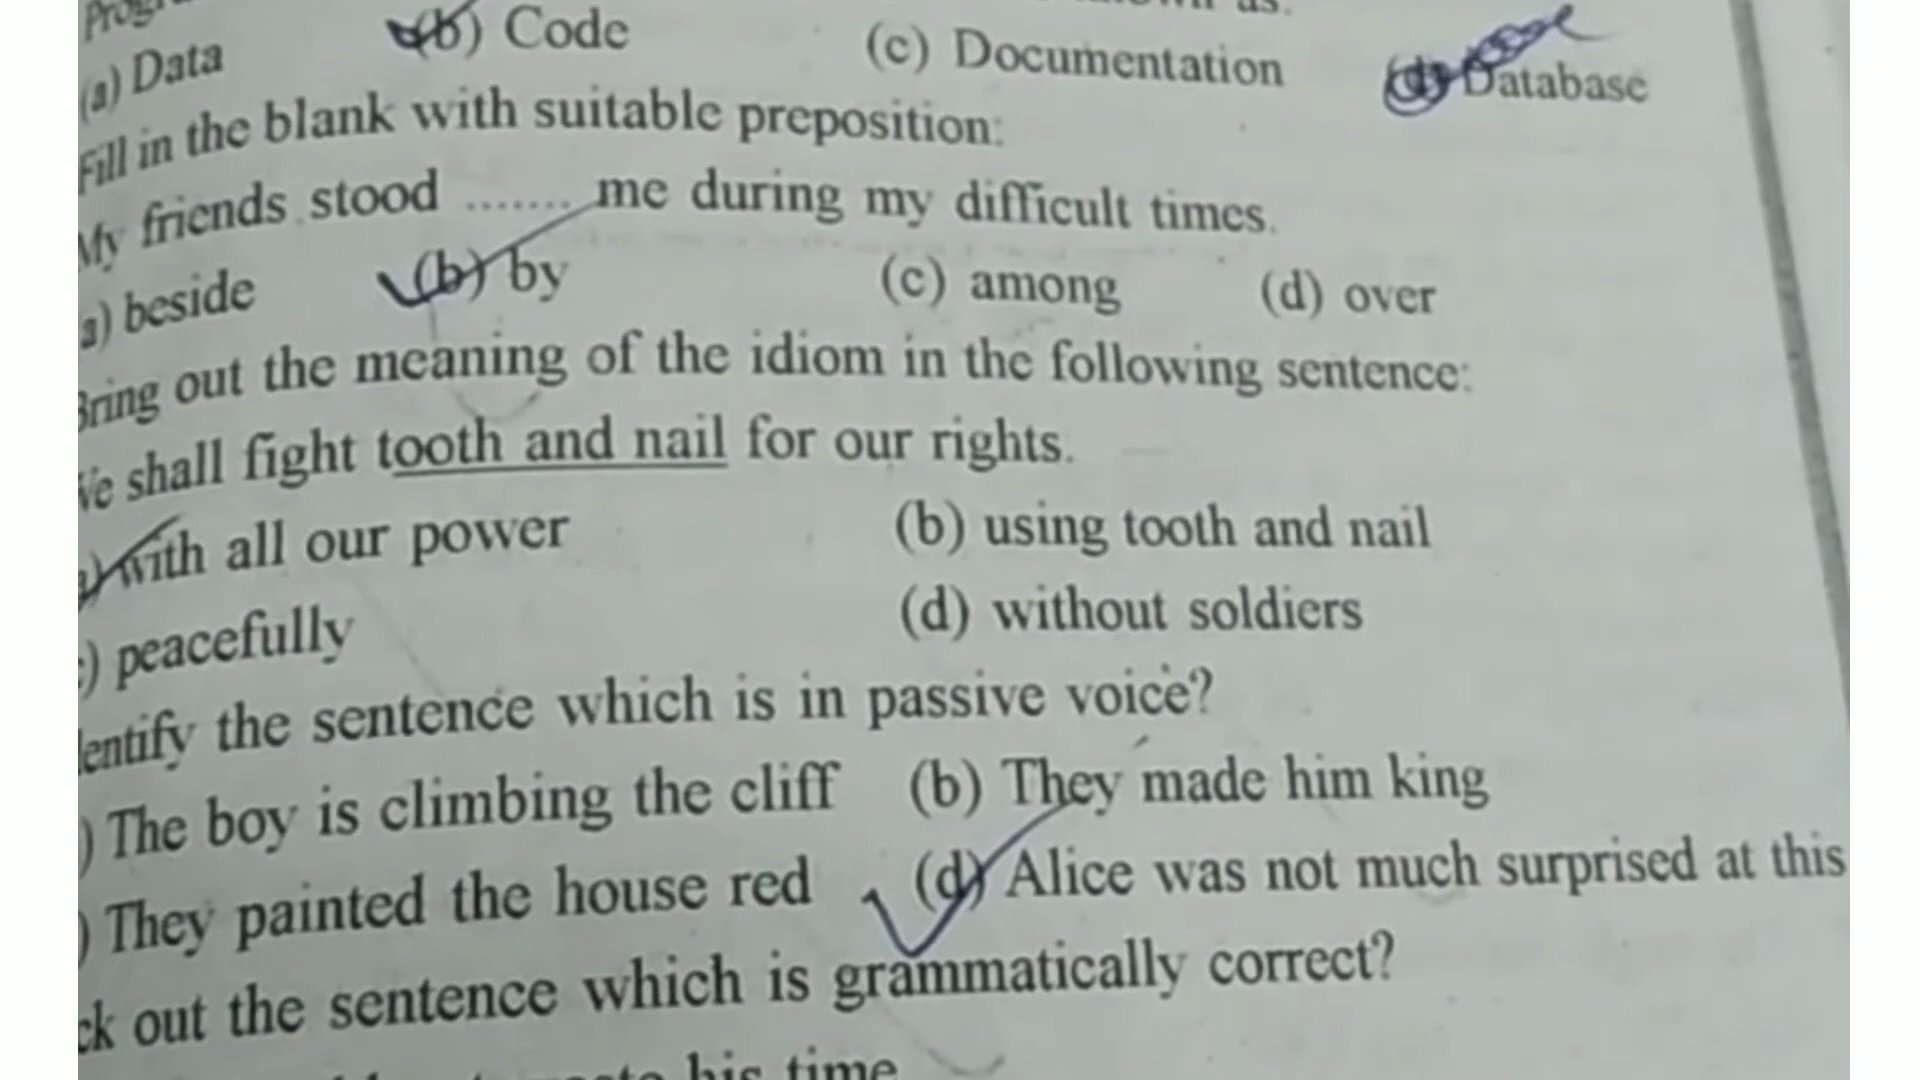 (a) Data (b) Code (c) Documentation (d) Database
Fill in the blank with suitable preposition:
My friends stood ....... me during my difficult times.
a) beside (b) by (c) among (d) over
Bring out the meaning of the idiom in the following sentence:
We shall fight tooth and nail for our rights.
) with all our power (b) using tooth and nail
) peacefully (d) without soldiers
entify the sentence which is in passive voice?
) The boy is climbing the cliff (b) They made him king
) They painted the house red (d) Alice was not much surprised at this
ck out the sentence which is grammatically correct?
his time